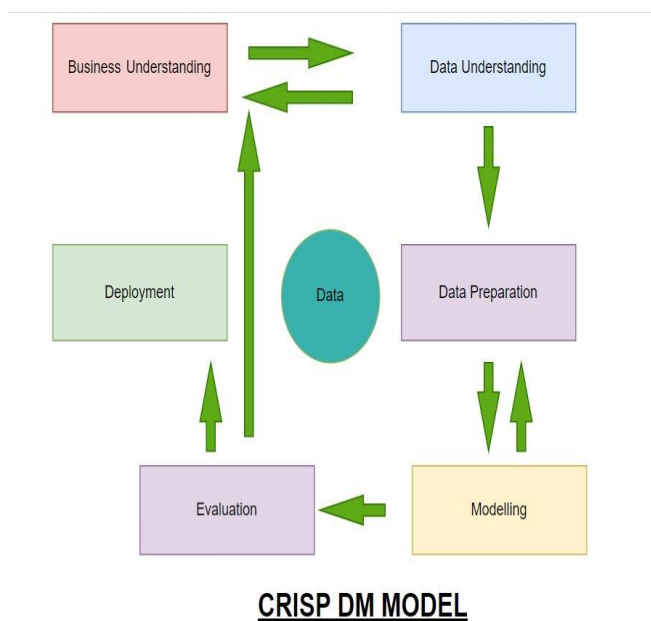 Business Understanding
Data Understanding
Deployment
Data
Data Preparation
Evaluation
Modelling
CRISP DM MODEL